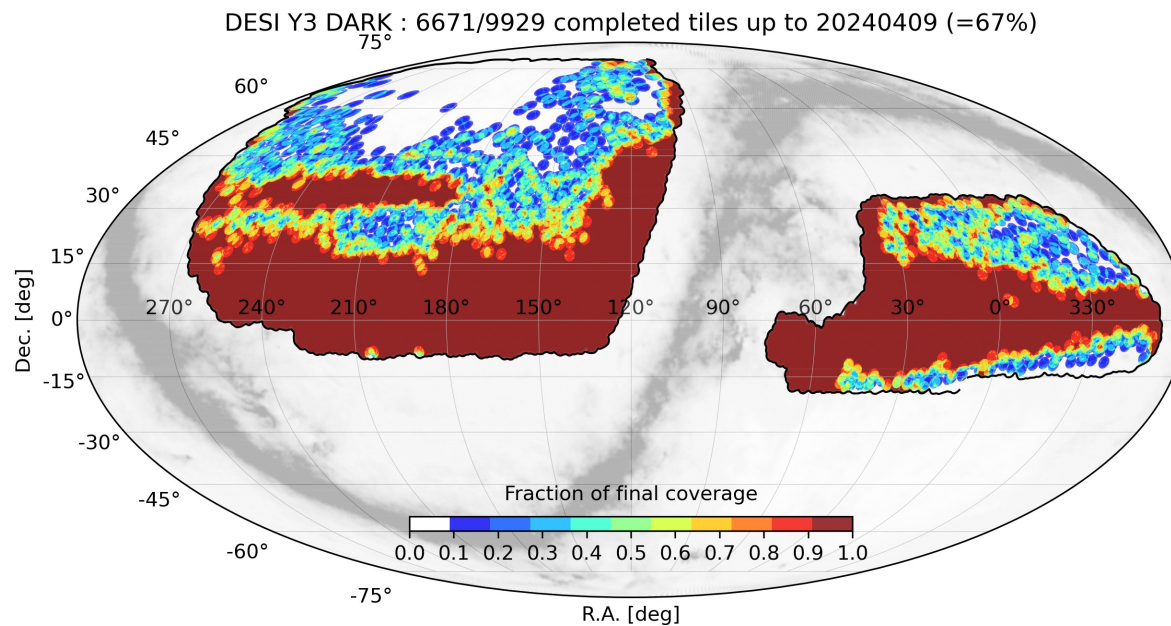 DESI Y3 DARK : 6671/9929 completed tiles up to 20240409 (=67%)
75°
60°
45°
30°
15°
0°
-15°
-30°
-45°
-60°
-75°
Dec. [deg]
270° 240° 210° 180° 150° 120° 90° 60° 30° 0° 330°
Fraction of final coverage
0.0 0.1 0.2 0.3 0.4 0.5 0.6 0.7 0.8 0.9 1.0
R.A. [deg]